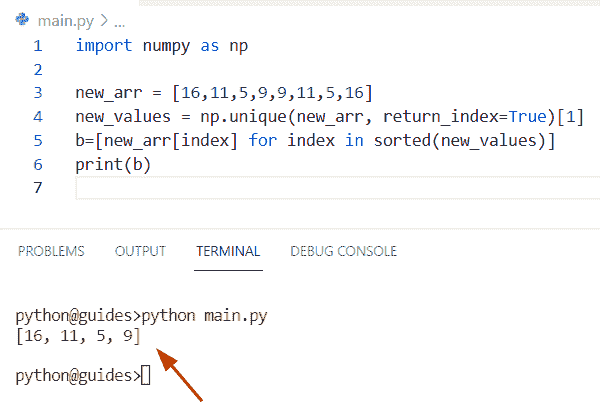 main.py > ...
1 import numpy as np
2
3 new_arr = [16,11,5,9,9,11,5,16]
4 new_values = np.unique(new_arr, return_index=True)[1]
5 b=[new_arr[index] for index in sorted(new_values)]
6 print(b)
7
PROBLEMS OUTPUT TERMINAL DEBUG CONSOLE
python@guides>python main.py
[16, 11, 5, 9]
python@guides>